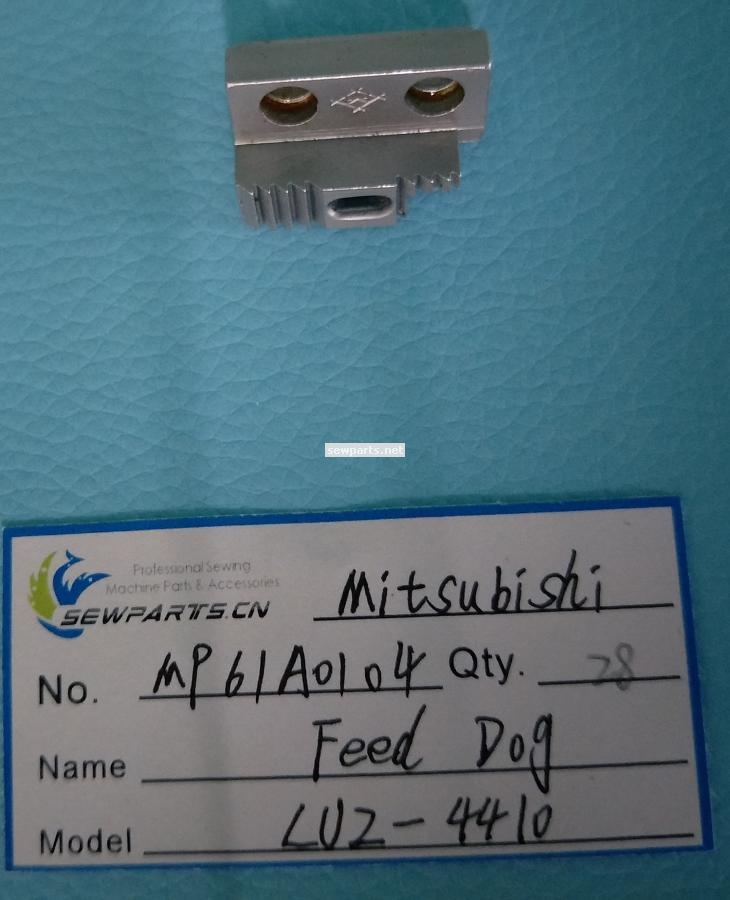 sewparts.net
Professional Sewing
Machine Parts & Accessories
SEWPARTS.CN
Mitsubishi
No. MP61A0104 Qty. 28
Name Feed Dog
Model LU2-4410